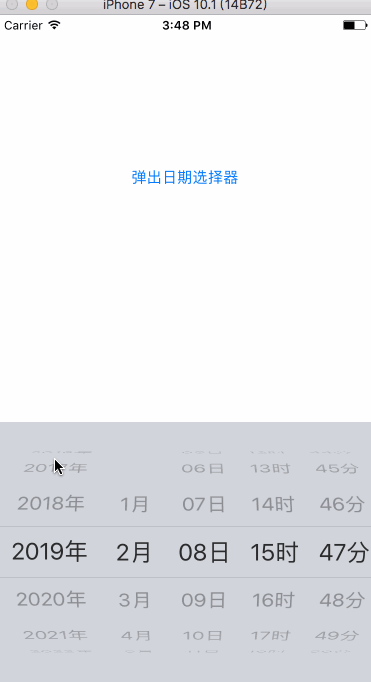 iPhone 7 – iOS 10.1 (14B72)
Carrier 3:48 PM
弹出日期选择器
06日 13时 45分
2018年 1月 07日 14时 46分
2019年 2月 08日 15时 47分
2020年 3月 09日 16时 48分
2021年 4月 10日 17时 49分